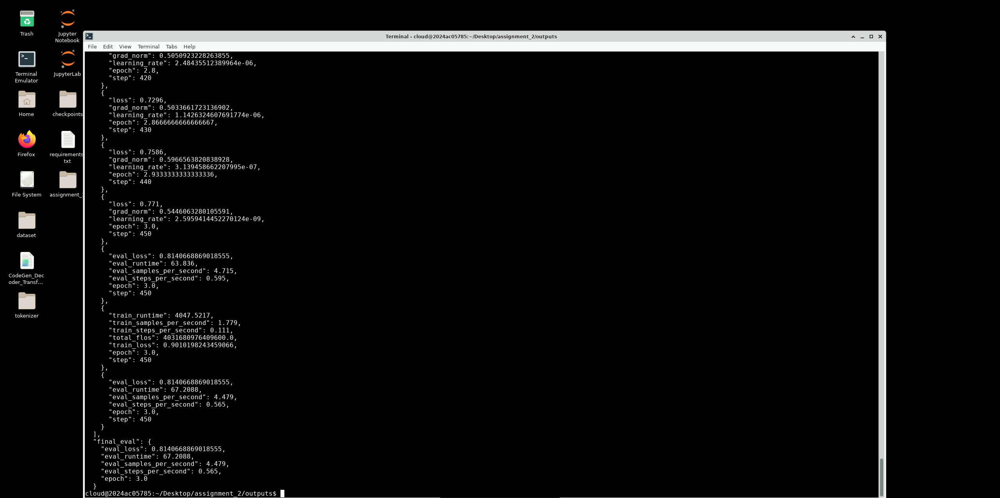 Trash
Jupyter
Notebook
Terminal
Emulator
JupyterLab
Home
checkpoints
Firefox
requirements
txt
File System
assignment_
dataset
CodeGen_Dec
oder_Transf...
tokenizer
Terminal - cloud@2024ac05785:~/Desktop/assignment_2/outputs
File Edit View Terminal Tabs Help
"grad_norm": 0.5050923228263855,
"learning_rate": 2.48435512389964e-06,
"epoch": 2.8,
"step": 420
},
{
"loss": 0.7296,
"grad_norm": 0.5033661723136902,
"learning_rate": 1.1426324607691774e-06,
"epoch": 2.8666666666666667,
"step": 430
},
{
"loss": 0.7586,
"grad_norm": 0.5966563820838928,
"learning_rate": 3.139458662207995e-07,
"epoch": 2.9333333333333336,
"step": 440
},
{
"loss": 0.771,
"grad_norm": 0.5446063280105591,
"learning_rate": 2.5959414452270124e-09,
"epoch": 3.0,
"step": 450
},
{
"eval_loss": 0.8140668869018555,
"eval_runtime": 63.836,
"eval_samples_per_second": 4.715,
"eval_steps_per_second": 0.595,
"epoch": 3.0,
"step": 450
},
{
"train_runtime": 4047.5217,
"train_samples_per_second": 1.779,
"train_steps_per_second": 0.111,
"total_flos": 4031680976409600.0,
"train_loss": 0.9010198243459066,
"epoch": 3.0,
"step": 450
},
{
"eval_loss": 0.8140668869018555,
"eval_runtime": 67.2088,
"eval_samples_per_second": 4.479,
"eval_steps_per_second": 0.565,
"epoch": 3.0,
"step": 450
}
],
"final_eval": {
"eval_loss": 0.8140668869018555,
"eval_runtime": 67.2088,
"eval_samples_per_second": 4.479,
"eval_steps_per_second": 0.565,
"epoch": 3.0
}
cloud@2024ac05785:~/Desktop/assignment_2/outputs$